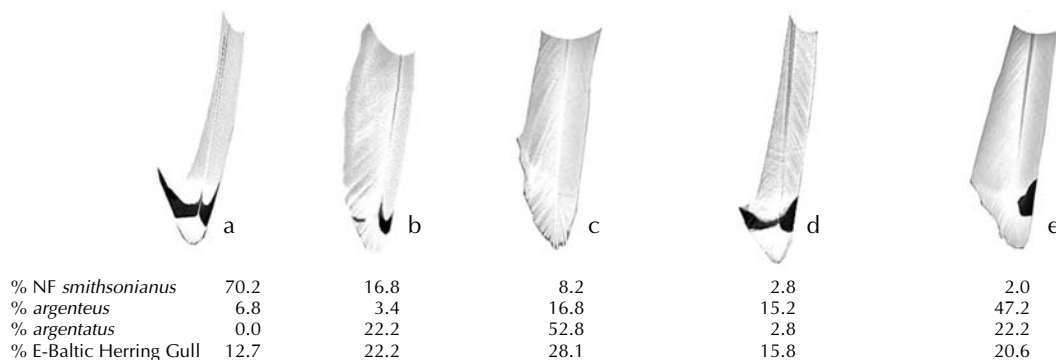 a b c d e
% NF smithsonianus 70.2 16.8 8.2 2.8 2.0
% argenteus 6.8 3.4 16.8 15.2 47.2
% argentatus 0.0 22.2 52.8 2.8 22.2
% E-Baltic Herring Gull 12.7 22.2 28.1 15.8 20.6